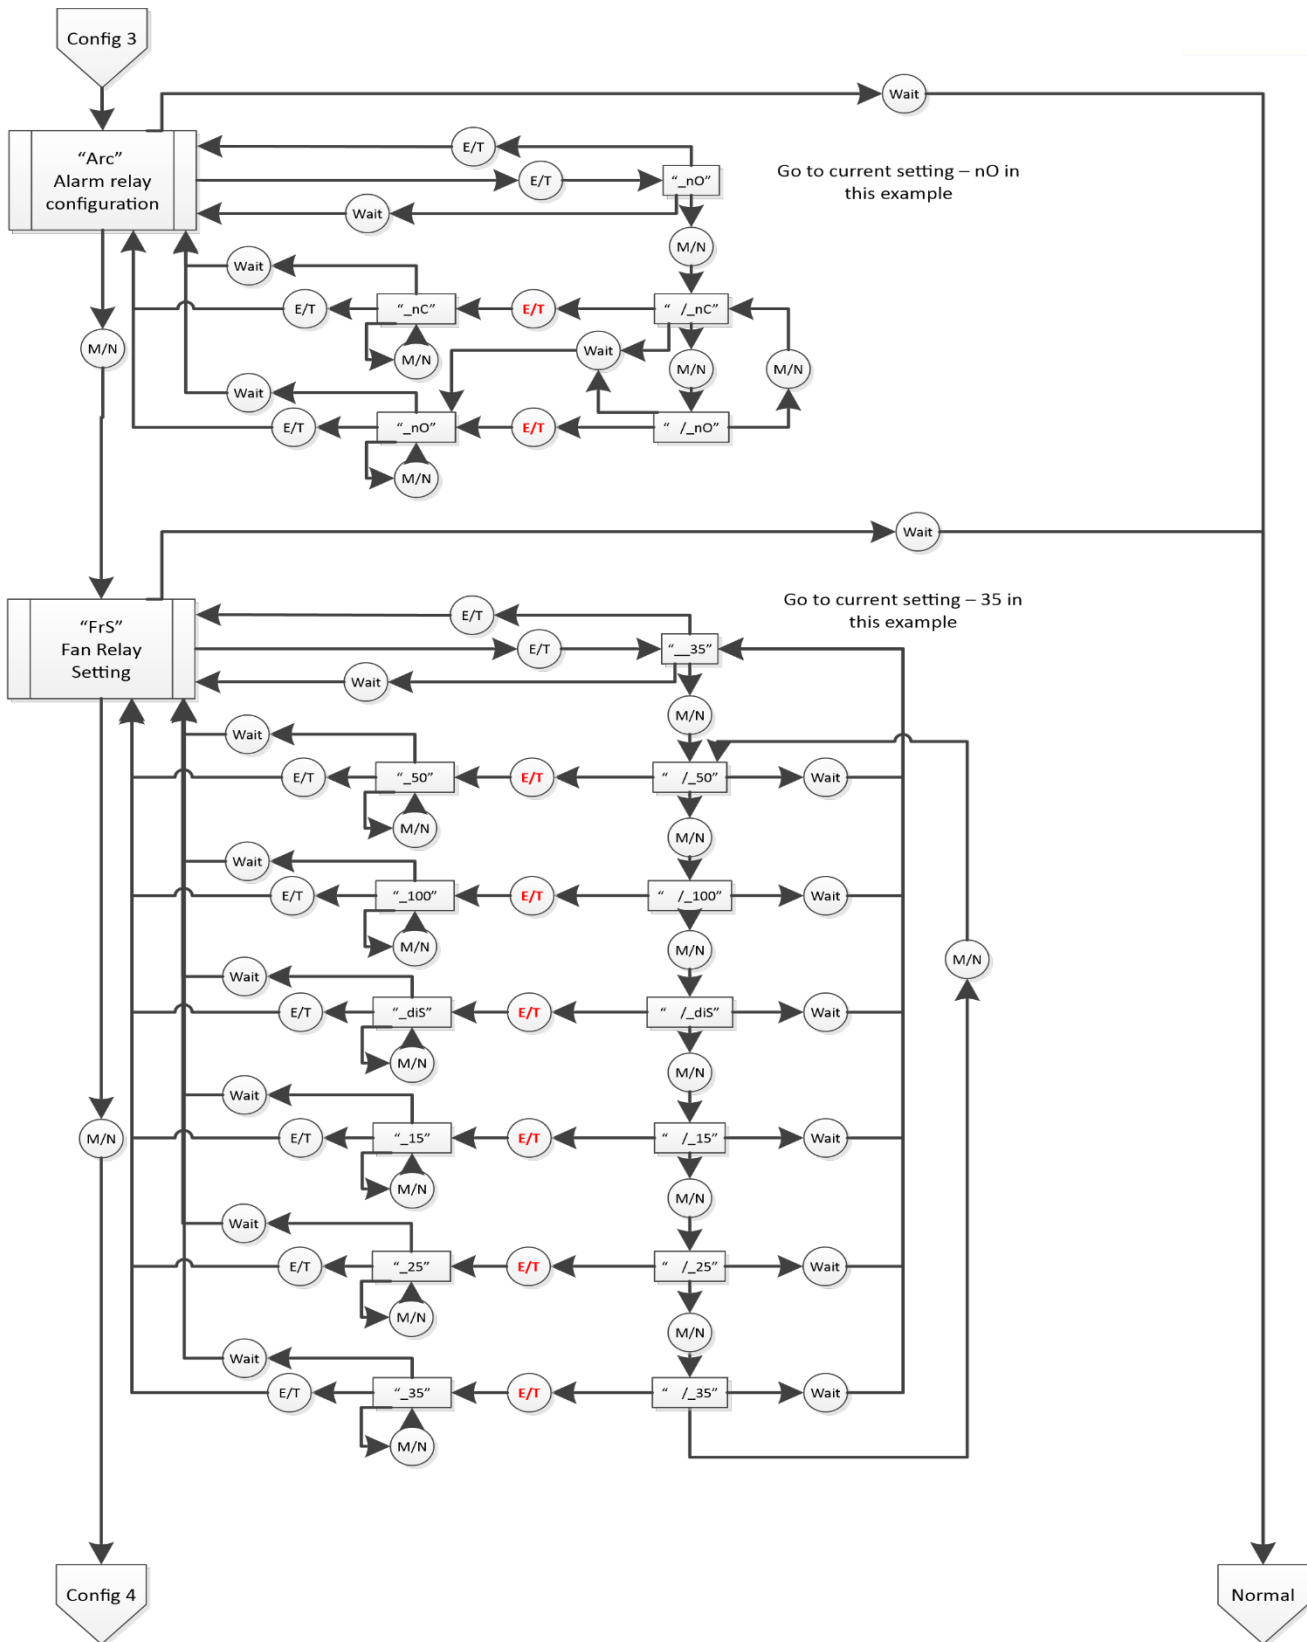 Config 3
Wait
“Arc”
Alarm relay
configuration
E/T
E/T
“_nO”
Go to current setting – nO in
this example
Wait
M/N
Wait
E/T
“_nC”
E/T
“ /_nC”
M/N
M/N
Wait
M/N
M/N
Wait
E/T
“_nO”
E/T
“ /_nO”
M/N
Wait
“FrS”
Fan Relay
Setting
E/T
E/T
“__35”
Go to current setting – 35 in
this example
Wait
M/N
Wait
E/T
“_50”
E/T
“ /_50”
Wait
M/N
M/N
Wait
E/T
“_100”
E/T
“ /_100”
Wait
M/N
M/N
M/N
Wait
E/T
“_diS”
E/T
“ /_diS”
Wait
M/N
M/N
Wait
M/N
E/T
“_15”
E/T
“ /_15”
Wait
M/N
M/N
Wait
E/T
“_25”
E/T
“ /_25”
Wait
M/N
M/N
Wait
E/T
“_35”
E/T
“ /_35”
Wait
M/N
Config 4
Normal